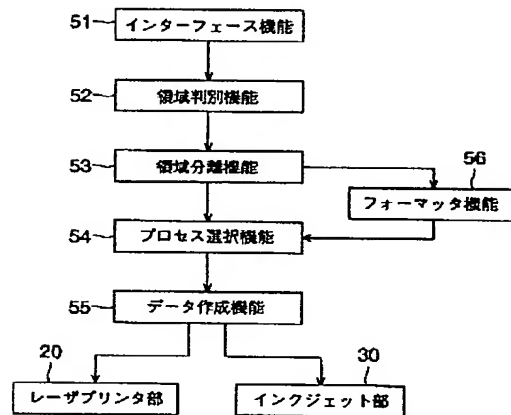 51 インターフェース機能
52 領域判別機能
53 領域分離機能
56
フォーマッタ機能
54 プロセス選択機能
55 データ作成機能
20 30
レーザプリンタ部 インクジェット部